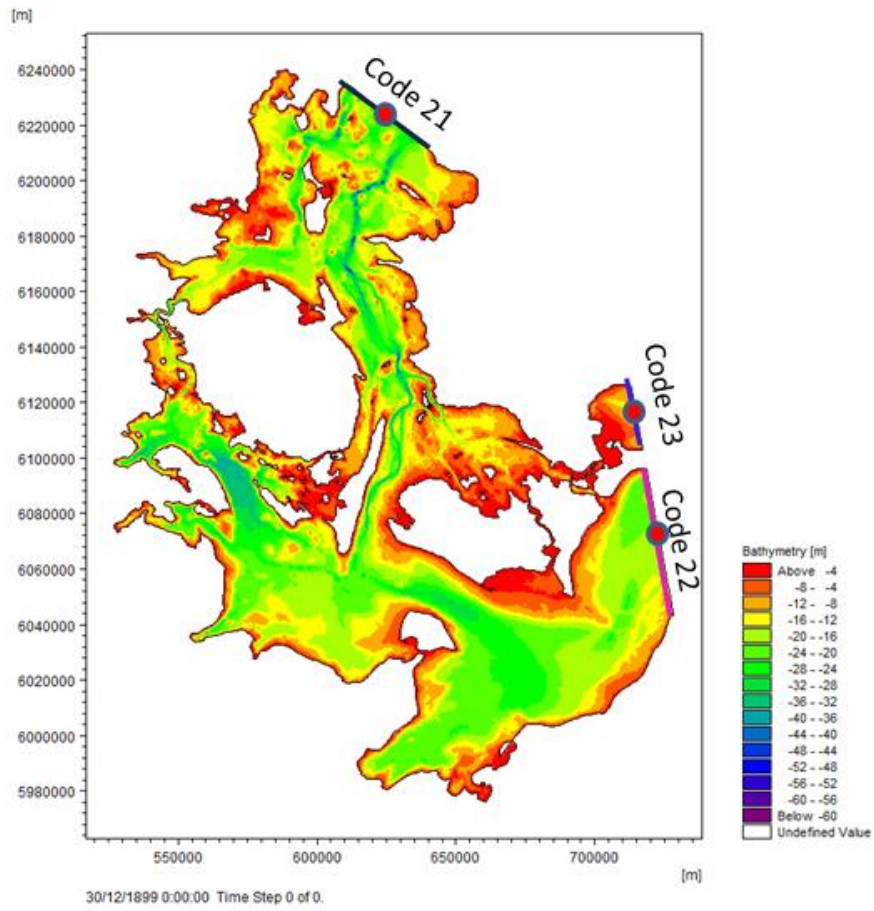 [m]
6240000
6220000
6200000
6180000
6160000
6140000
6120000
6100000
6080000
6060000
6040000
6020000
6000000
5980000
Code 21
Code 23
Code 22
550000 600000 650000 700000
[m]
Bathymetry [m]
Above -4
-8 - -4
-12 - -8
-16 - -12
-20 - -16
-24 - -20
-28 - -24
-32 - -28
-36 - -32
-40 - -36
-44 - -40
-48 - -44
-52 - -48
-56 - -52
-60 - -56
Below -60
Undefined Value
30/12/1899 0:00:00 Time Step 0 of 0.